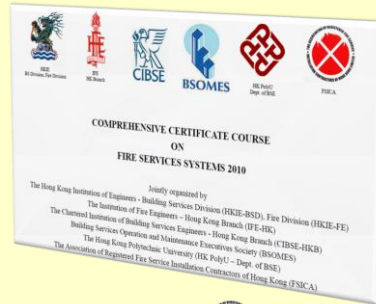 HKIE
BS Division, Fire Division
IFE
HK Branch
CIBSE
BSOMES
HK PolyU
Dept. of BSE
FSICA
COMPREHENSIVE CERTIFICATE COURSE
ON
FIRE SERVICES SYSTEMS 2010
Jointly organized by
The Hong Kong Institution of Engineers - Building Services Division (HKIE-BSD), Fire Division (HKIE-FE)
The Institution of Fire Engineers – Hong Kong Branch (IFE-HK)
The Chartered Institution of Building Services Engineers - Hong Kong Branch (CIBSE-HKB)
Building Services Operation and Maintenance Executives Society (BSOMES)
The Hong Kong Polytechnic University (HK PolyU – Dept. of BSE)
The Association of Registered Fire Service Installation Contractors of Hong Kong (FSICA)